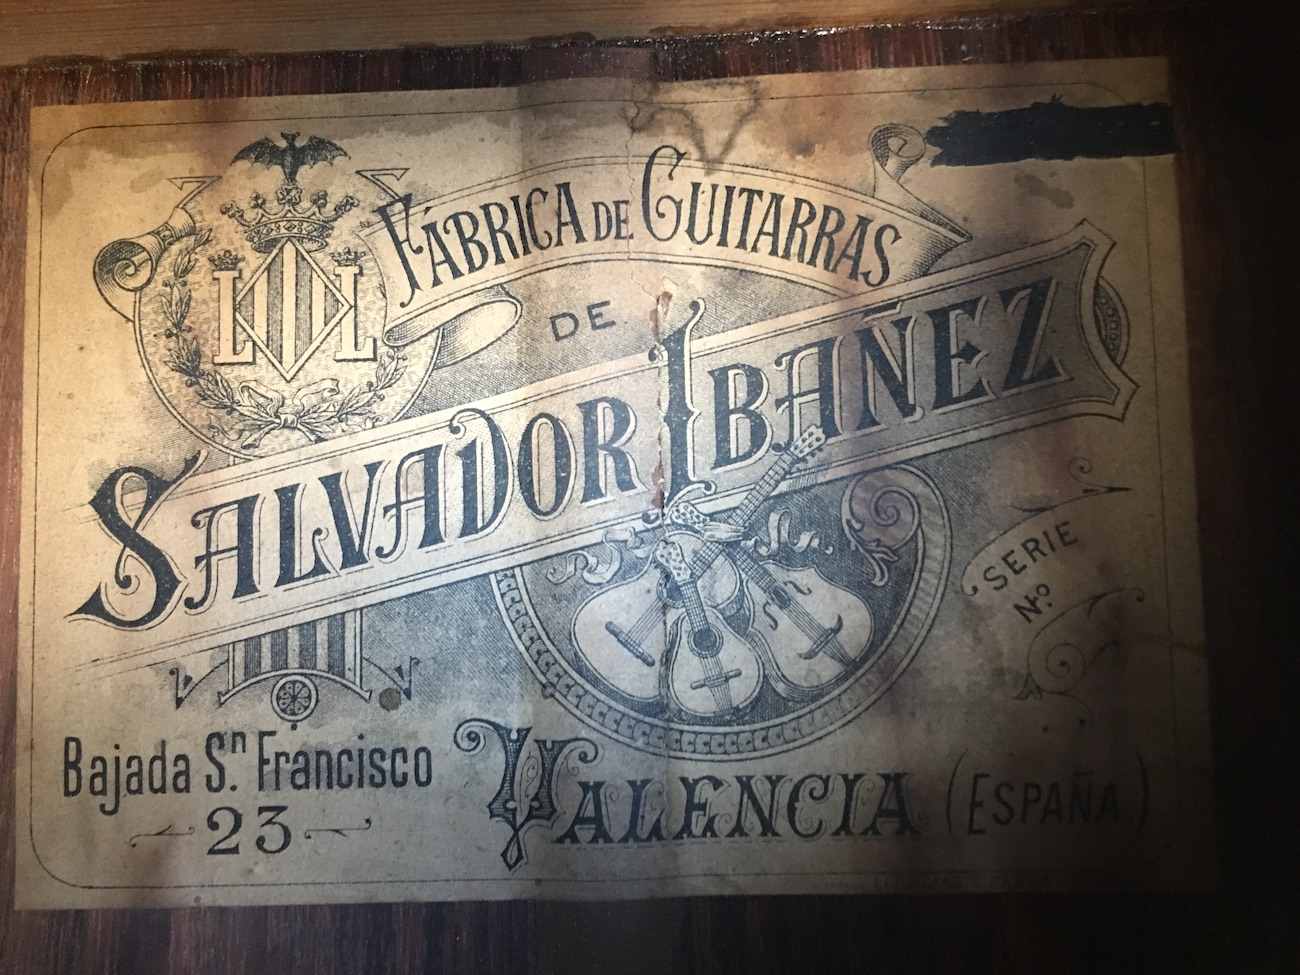 FÁBRICA DE GUITARRAS
DE
L L
SALVADOR IBAÑEZ
SERIE
Nº
Bajada Sn. Francisco
23
VALENCIA (ESPAÑA.)